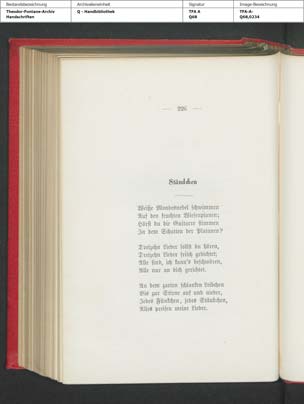 Bestandsbezeichnung Archivalieneinheit Signatur Image-Bezeichnung
Theodor-Fontane-Archiv Q - Handbibliothek TFA A TFA-A-
Handschriften Q68 Q68,0234
— 226 —
Ständchen
Weiße Mondesnebel schwimmen
Auf den feuchten Wiesenplanen;
Hörst du die Guitarre stimmen
In dem Schatten der Platanen?
Dreizehn Lieder sollst du hören,
Dreizehn Lieder frisch gedichtet;
Alle sind, ich kann's beschwören,
Alle nur an dich gerichtet.
An dem zarten schlanken Leibchen
Bis zur Stirne auf und nieder,
Jedes Fünkchen, jedes Stäubchen,
Alles preisen meine Lieder.